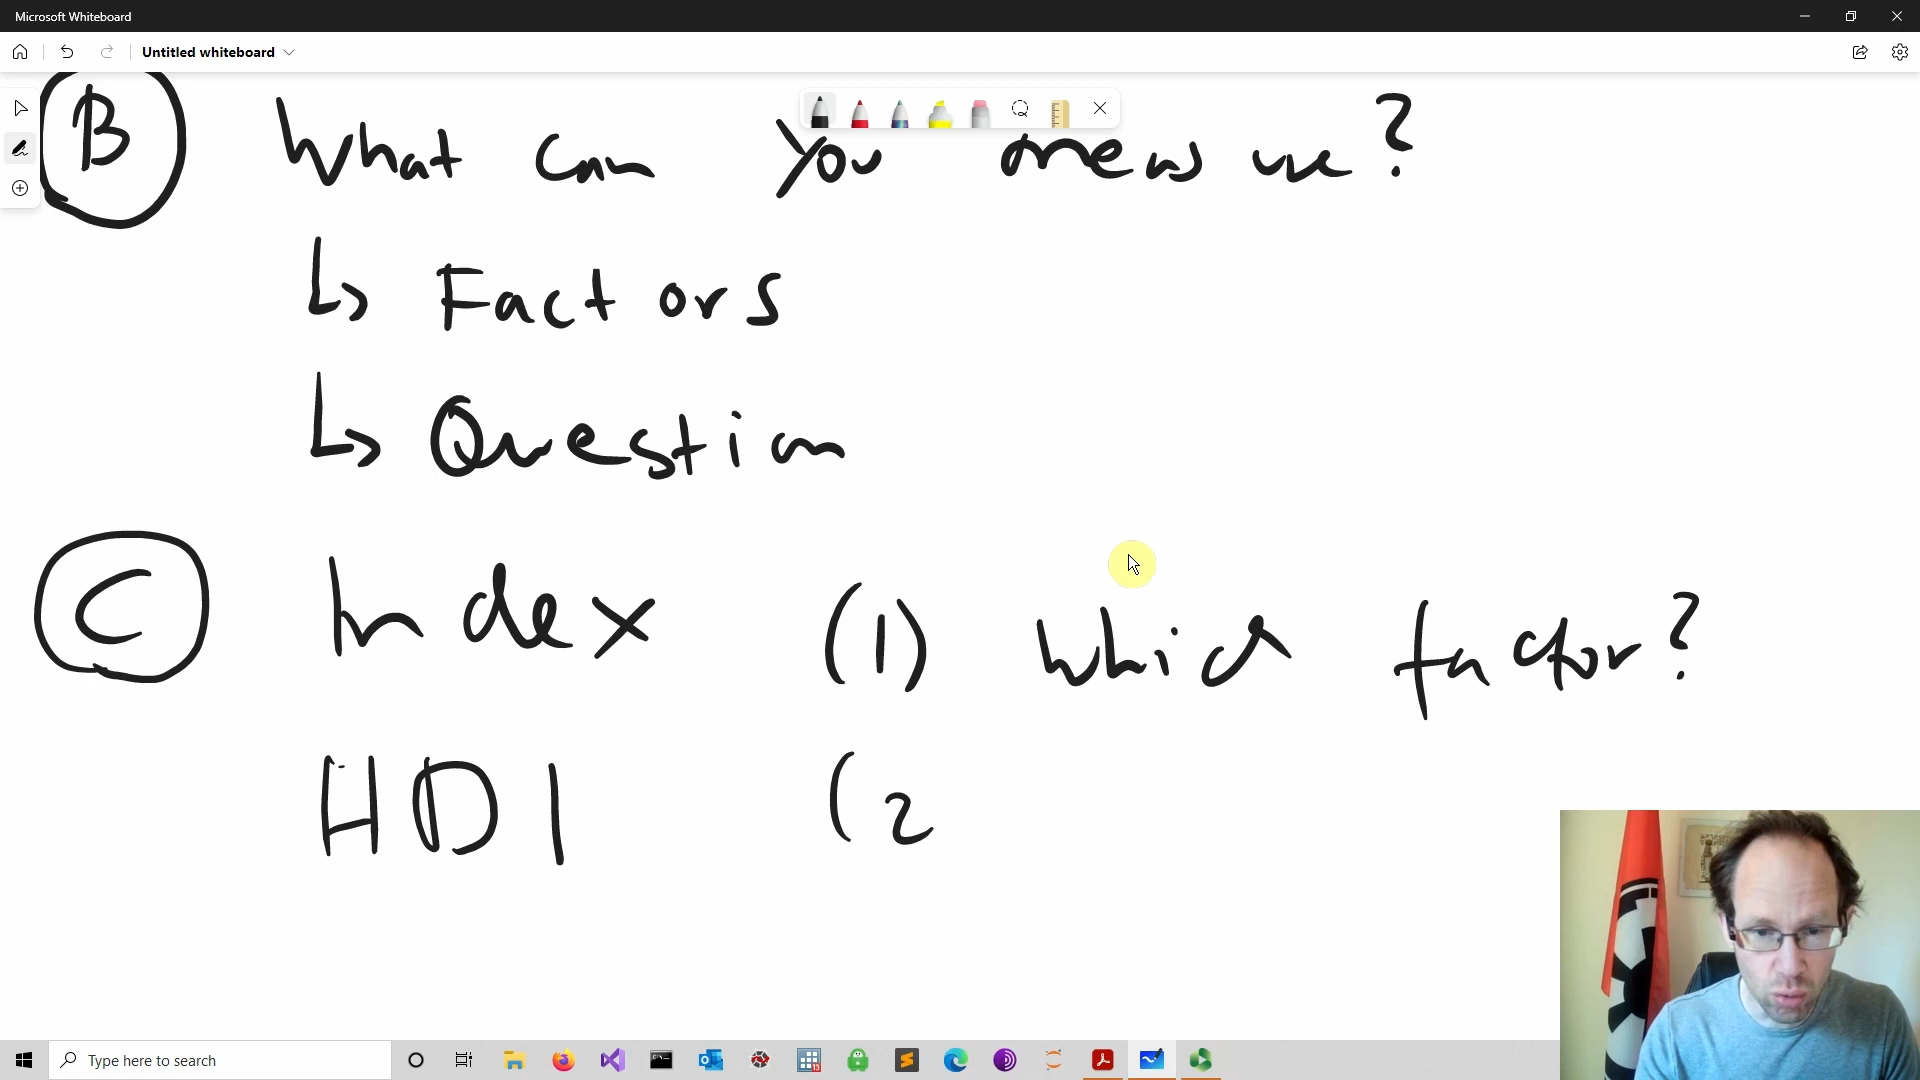 Microsoft Whiteboard
Untitled whiteboard
B What can you measure?
↳ Factors
↳ Question
C Index (1) Which factor?
HDI (2
Type here to search